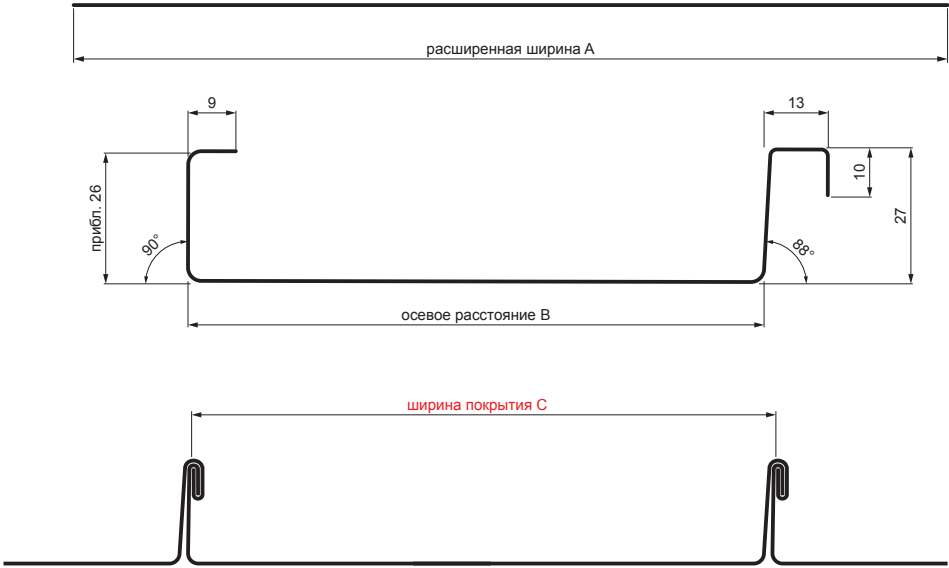 расширенная ширина A
9
13
прибл. 26
10
27
90°
88°
осевое расстояние B
ширина покрытия C